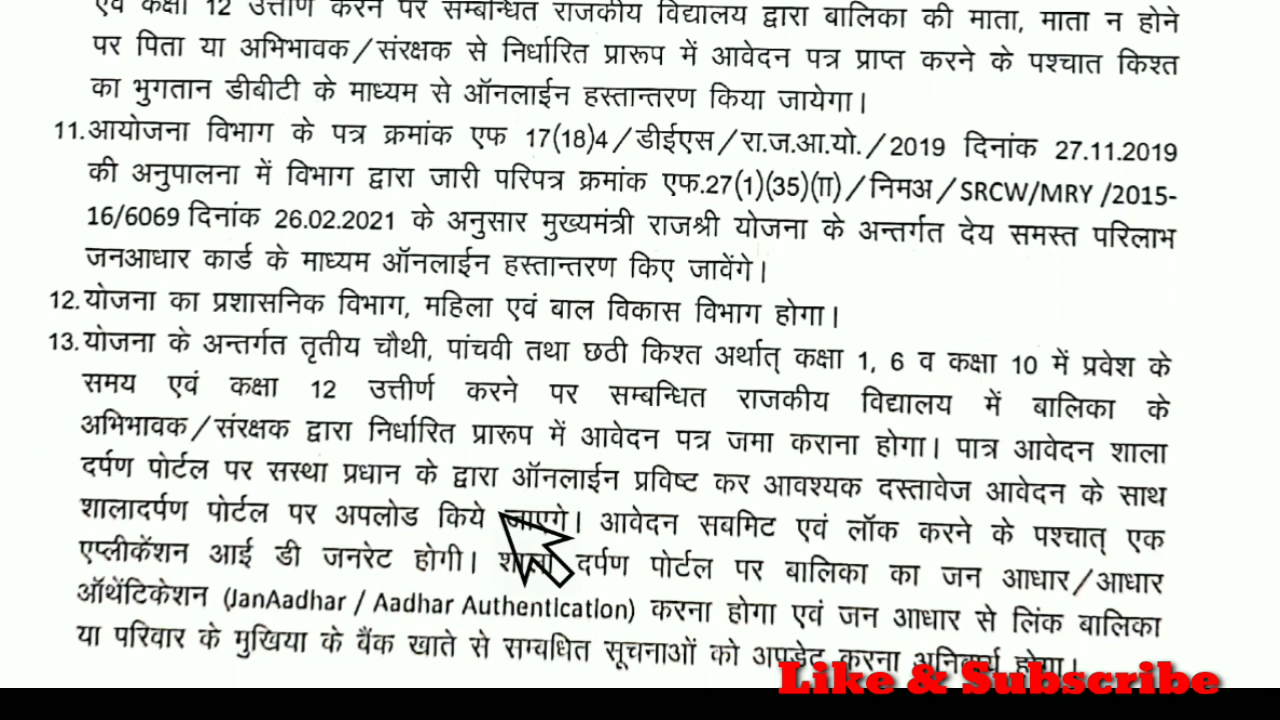 एवं कक्षा 12 उत्तीर्ण करने पर सम्बन्धित राजकीय विद्यालय द्वारा बालिका की माता, माता न होने
पर पिता या अभिभावक/संरक्षक से निर्धारित प्रारूप में आवेदन पत्र प्राप्त करने के पश्चात किश्त
का भुगतान डीबीटी के माध्यम से ऑनलाईन हस्तान्तरण किया जायेगा।
11. आयोजना विभाग के पत्र क्रमांक एफ 17(18)4/डीईएस/रा.ज.आ.यो./2019 दिनांक 27.11.2019
की अनुपालना में विभाग द्वारा जारी परिपत्र क्रमांक एफ.27(1)(35)(II)/निमअ/SRCW/MRY/2015-
16/6069 दिनांक 26.02.2021 के अनुसार मुख्यमंत्री राजश्री योजना के अन्तर्गत देय समस्त परिलाभ
जनआधार कार्ड के माध्यम ऑनलाईन हस्तान्तरण किए जावेंगे।
12. योजना का प्रशासनिक विभाग, महिला एवं बाल विकास विभाग होगा।
13. योजना के अन्तर्गत तृतीय चौथी, पांचवी तथा छठी किश्त अर्थात् कक्षा 1, 6 व कक्षा 10 में प्रवेश के
समय एवं कक्षा 12 उत्तीर्ण करने पर सम्बन्धित राजकीय विद्यालय में बालिका के
अभिभावक/संरक्षक द्वारा निर्धारित प्रारूप में आवेदन पत्र जमा कराना होगा। पात्र आवेदन शाला
दर्पण पोर्टल पर सस्था प्रधान के द्वारा ऑनलाईन प्रविष्ट कर आवश्यक दस्तावेज आवेदन के साथ
शालादर्पण पोर्टल पर अपलोड किये जाएगे। आवेदन सबमिट एवं लॉक करने के पश्चात् एक
एप्लीकेंशन आई डी जनरेट होगी। शाला दर्पण पोर्टल पर बालिका का जन आधार/आधार
ऑथेंटिकेशन (JanAadhar / Aadhar Authentication) करना होगा एवं जन आधार से लिंक बालिका
या परिवार के मुखिया के बैंक खाते से सम्बधित सूचनाओं को अपडेट करना अनिवार्य होगा।
Like & Subscribe